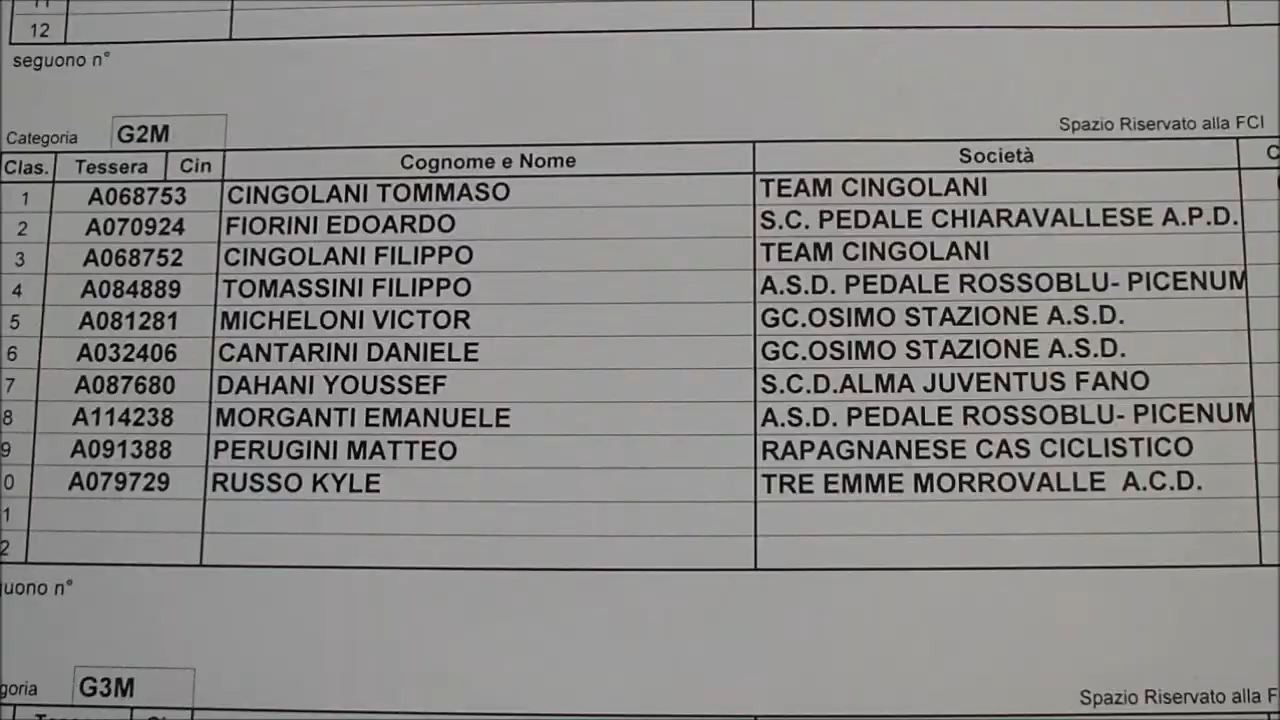 11
12
seguono n°
Categoria G2M Spazio Riservato alla FCI
Clas. Tessera Cin Cognome e Nome Società C
1 A068753 CINGOLANI TOMMASO TEAM CINGOLANI
2 A070924 FIORINI EDOARDO S.C. PEDALE CHIARAVALLESE A.P.D.
3 A068752 CINGOLANI FILIPPO TEAM CINGOLANI
4 A084889 TOMASSINI FILIPPO A.S.D. PEDALE ROSSOBLU- PICENUM
5 A081281 MICHELONI VICTOR GC.OSIMO STAZIONE A.S.D.
6 A032406 CANTARINI DANIELE GC.OSIMO STAZIONE A.S.D.
7 A087680 DAHANI YOUSSEF S.C.D.ALMA JUVENTUS FANO
8 A114238 MORGANTI EMANUELE A.S.D. PEDALE ROSSOBLU- PICENUM
9 A091388 PERUGINI MATTEO RAPAGNANESE CAS CICLISTICO
0 A079729 RUSSO KYLE TRE EMME MORROVALLE A.C.D.
1
2
uono n°
goria G3M Spazio Riservato alla F